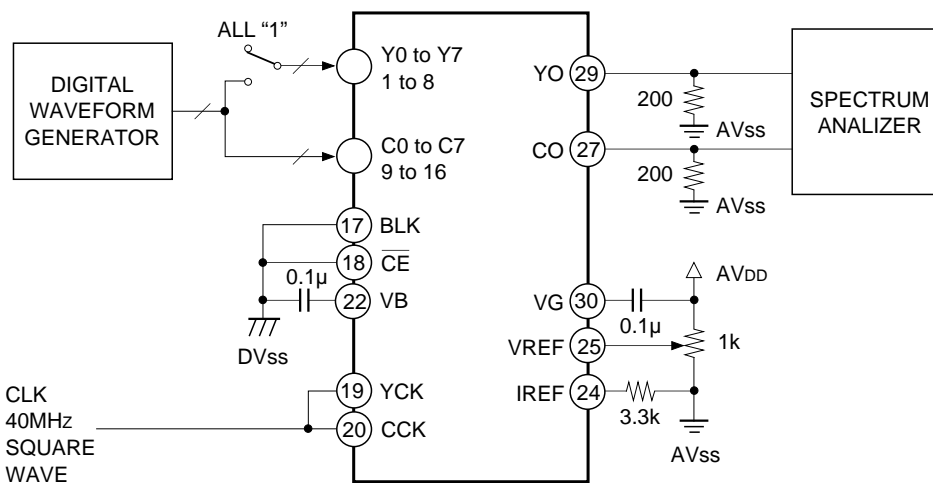 ALL “1”
DIGITAL
WAVEFORM
GENERATOR
Y0 to Y7
1 to 8
C0 to C7
9 to 16
17 BLK
18 CE
0.1µ
22 VB
DVss
19 YCK
20 CCK
CLK
40MHz
SQUARE
WAVE
YO 29
200
AVss
CO 27
200
AVss
SPECTRUM
ANALIZER
AVDD
VG 30
0.1µ
VREF 25
1k
IREF 24
3.3k
AVss